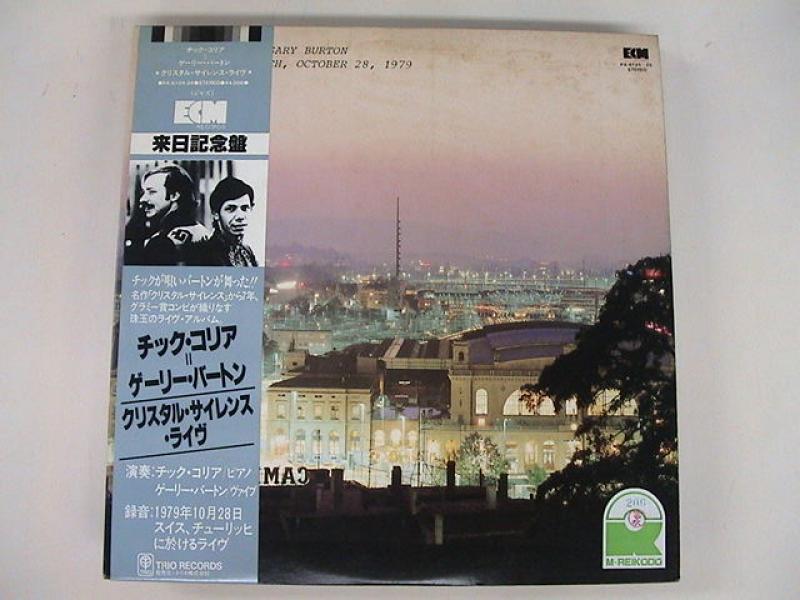 チック・コリア
=
ゲーリー・バートン
クリスタル・サイレンス・ライヴ
ECM
RECORDS
来日記念盤
チックが唄いバートンが舞った!!
名作「クリスタル・サイレンス」から7年、
グラミー賞コンビが織りなす
珠玉のライヴ・アルバム。
チック・コリア
=
ゲーリー・バートン
クリスタル・サイレンス
・ライヴ
演奏:チック・コリア/ピアノ
ゲーリー・バートン/ヴァイブ
録音:1979年10月28日
スイス、チューリッヒ
に於けるライヴ
TRIO RECORDS
GARY BURTON
CH, OCTOBER 28, 1979
ECM
STEREO
CAM
M-REIKODO